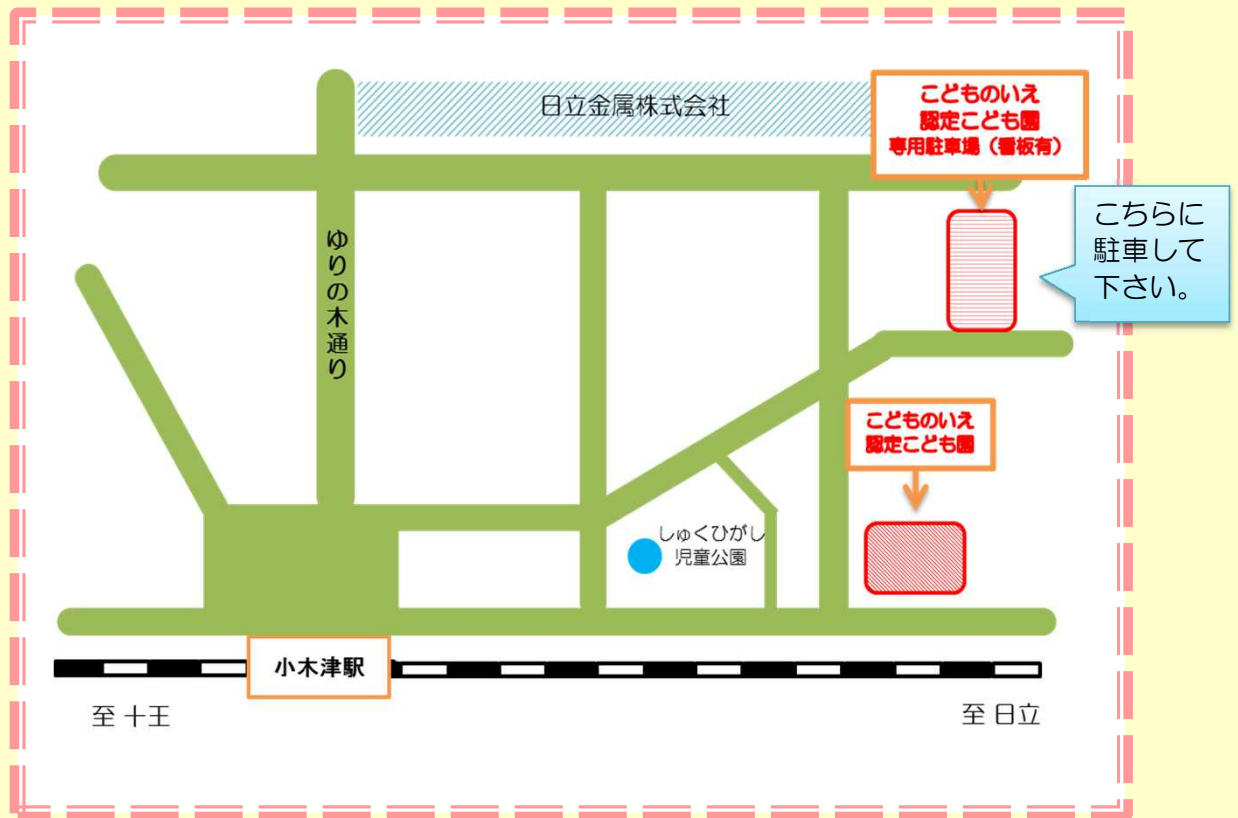 日立金属株式会社
こどものいえ
認定こども園
専用駐車場（看板有）
こちらに
駐車して
下さい。
ゆりの木通り
こどものいえ
認定こども園
しゅくひがし
児童公園
小木津駅
至 十王
至 日立